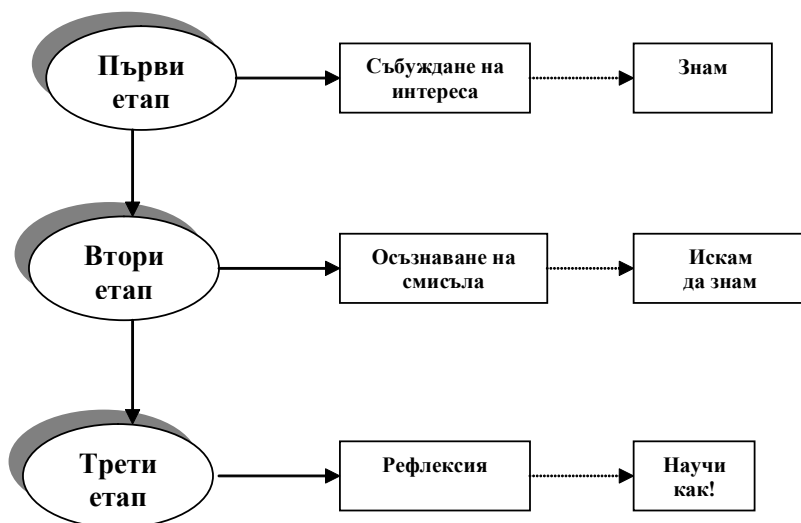 Първи
етап
Събуждане на
интереса
Знам
Втори
етап
Осъзнаване на
смисъла
Искам
да знам
Трети
етап
Рефлексия
Научи
как!